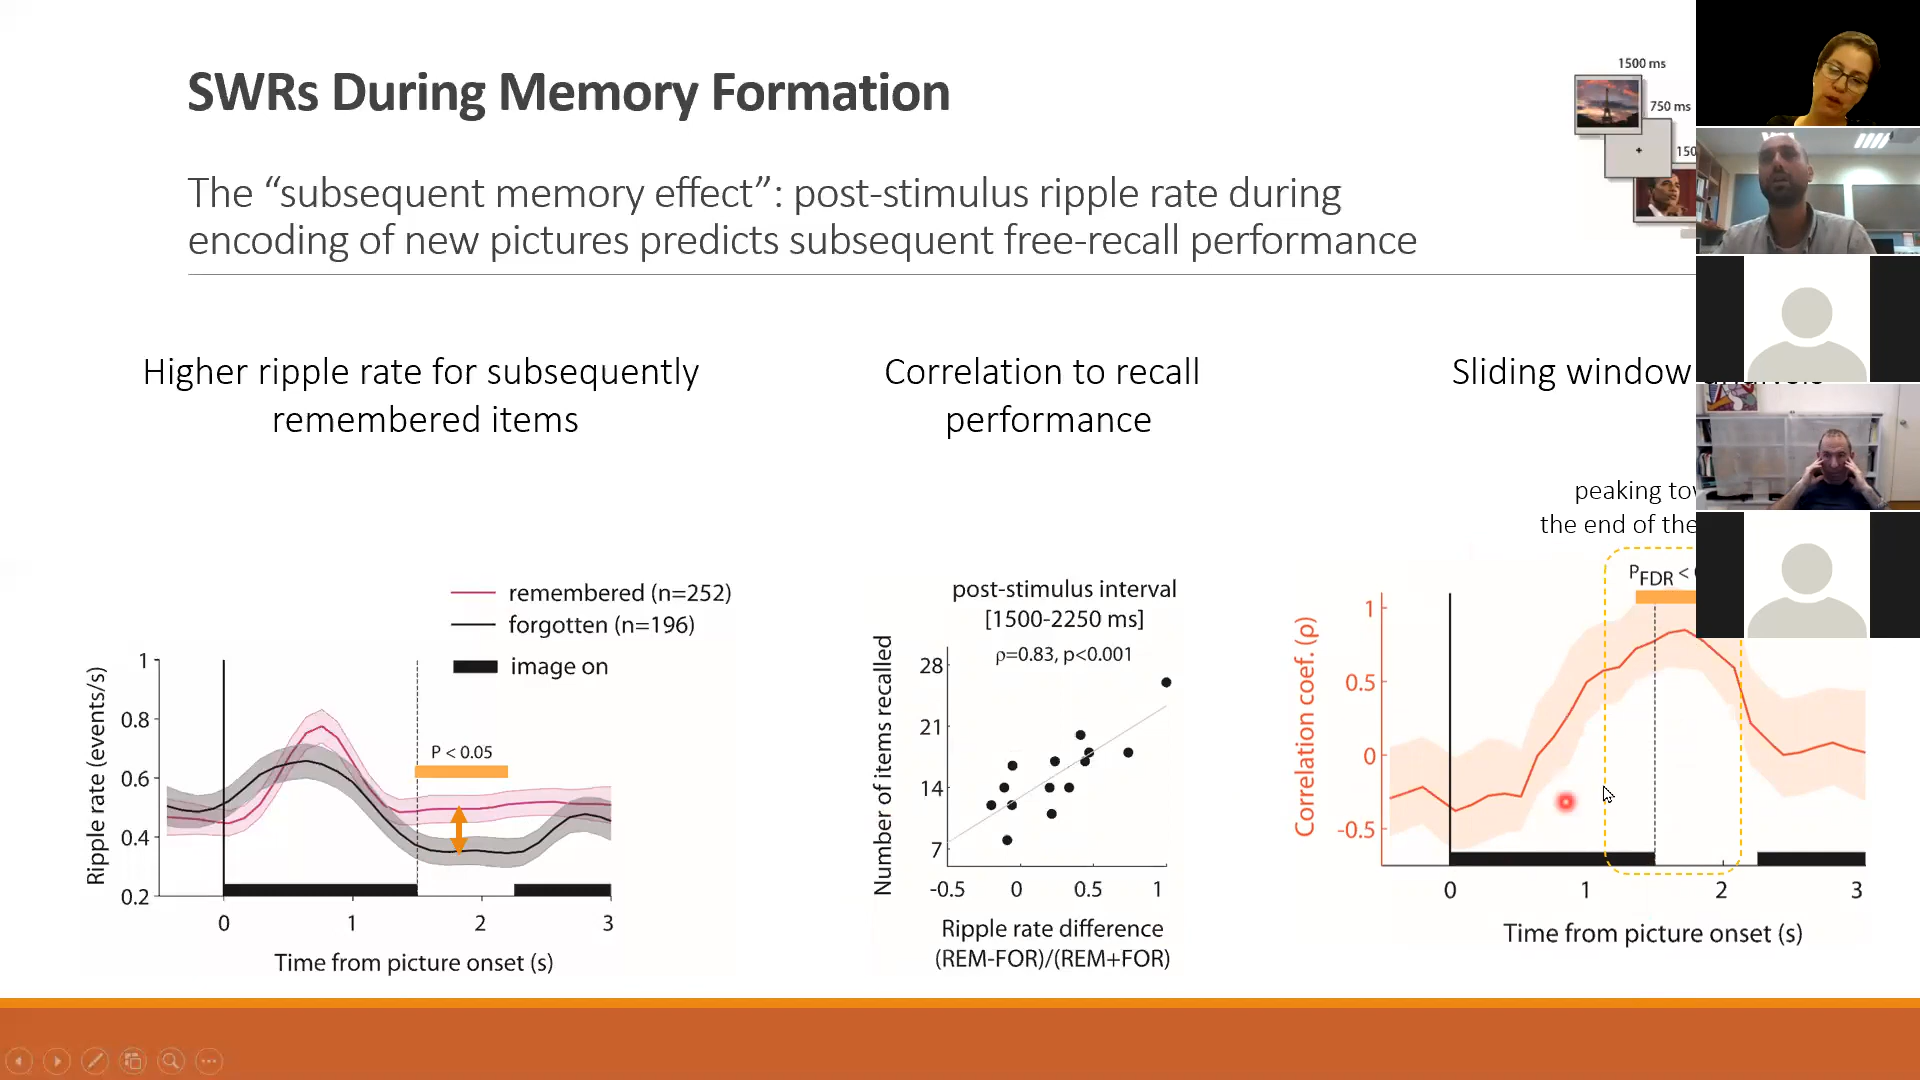 SWRs During Memory Formation
1500 ms
750 ms
The “subsequent memory effect”: post-stimulus ripple rate during
encoding of new pictures predicts subsequent free-recall performance
Higher ripple rate for subsequently
remembered items
remembered (n=252)
forgotten (n=196)
image on
P < 0.05
Ripple rate (events/s)
1
0.8
0.6
0.4
0.2
0 1 2 3
Time from picture onset (s)
Correlation to recall
performance
post-stimulus interval
[1500-2250 ms]
ρ=0.83, p<0.001
Number of items recalled
28
21
14
7
-0.5 0 0.5 1
Ripple rate difference
(REM-FOR)/(REM+FOR)
Sliding window
peaking
the end of the
PFDR <
Correlation coef. (ρ)
1
0.5
0
-0.5
0 1 2 3
Time from picture onset (s)